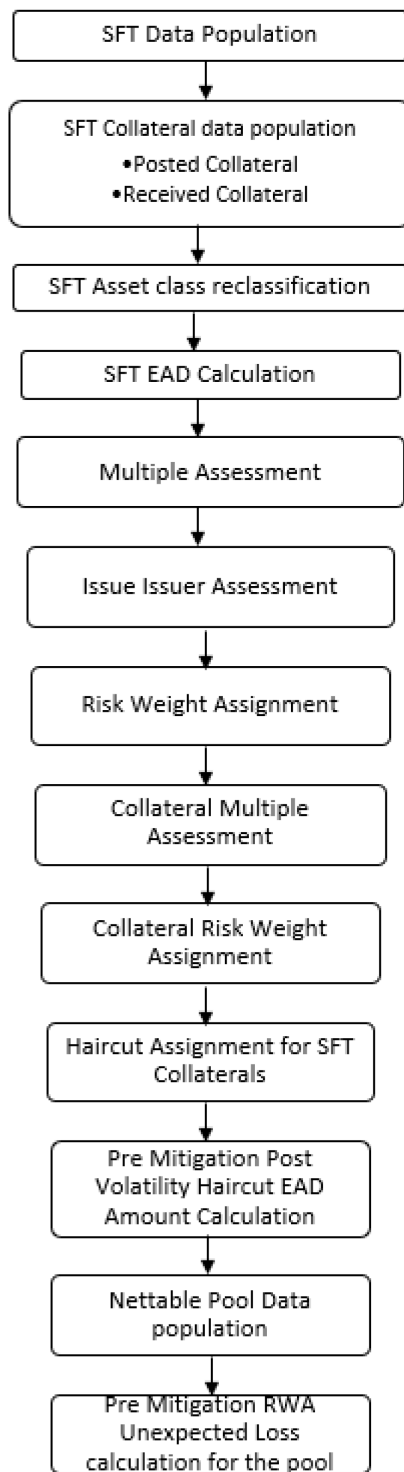 SFT Data Population
SFT Collateral data population
•Posted Collateral
•Received Collateral
SFT Asset class reclassification
SFT EAD Calculation
Multiple Assessment
Issue Issuer Assessment
Risk Weight Assignment
Collateral Multiple
Assessment
Collateral Risk Weight
Assignment
Haircut Assignment for SFT
Collaterals
Pre Mitigation Post
Volatility Haircut EAD
Amount Calculation
Nettable Pool Data
population
Pre Mitigation RWA
Unexpected Loss
calculation for the pool